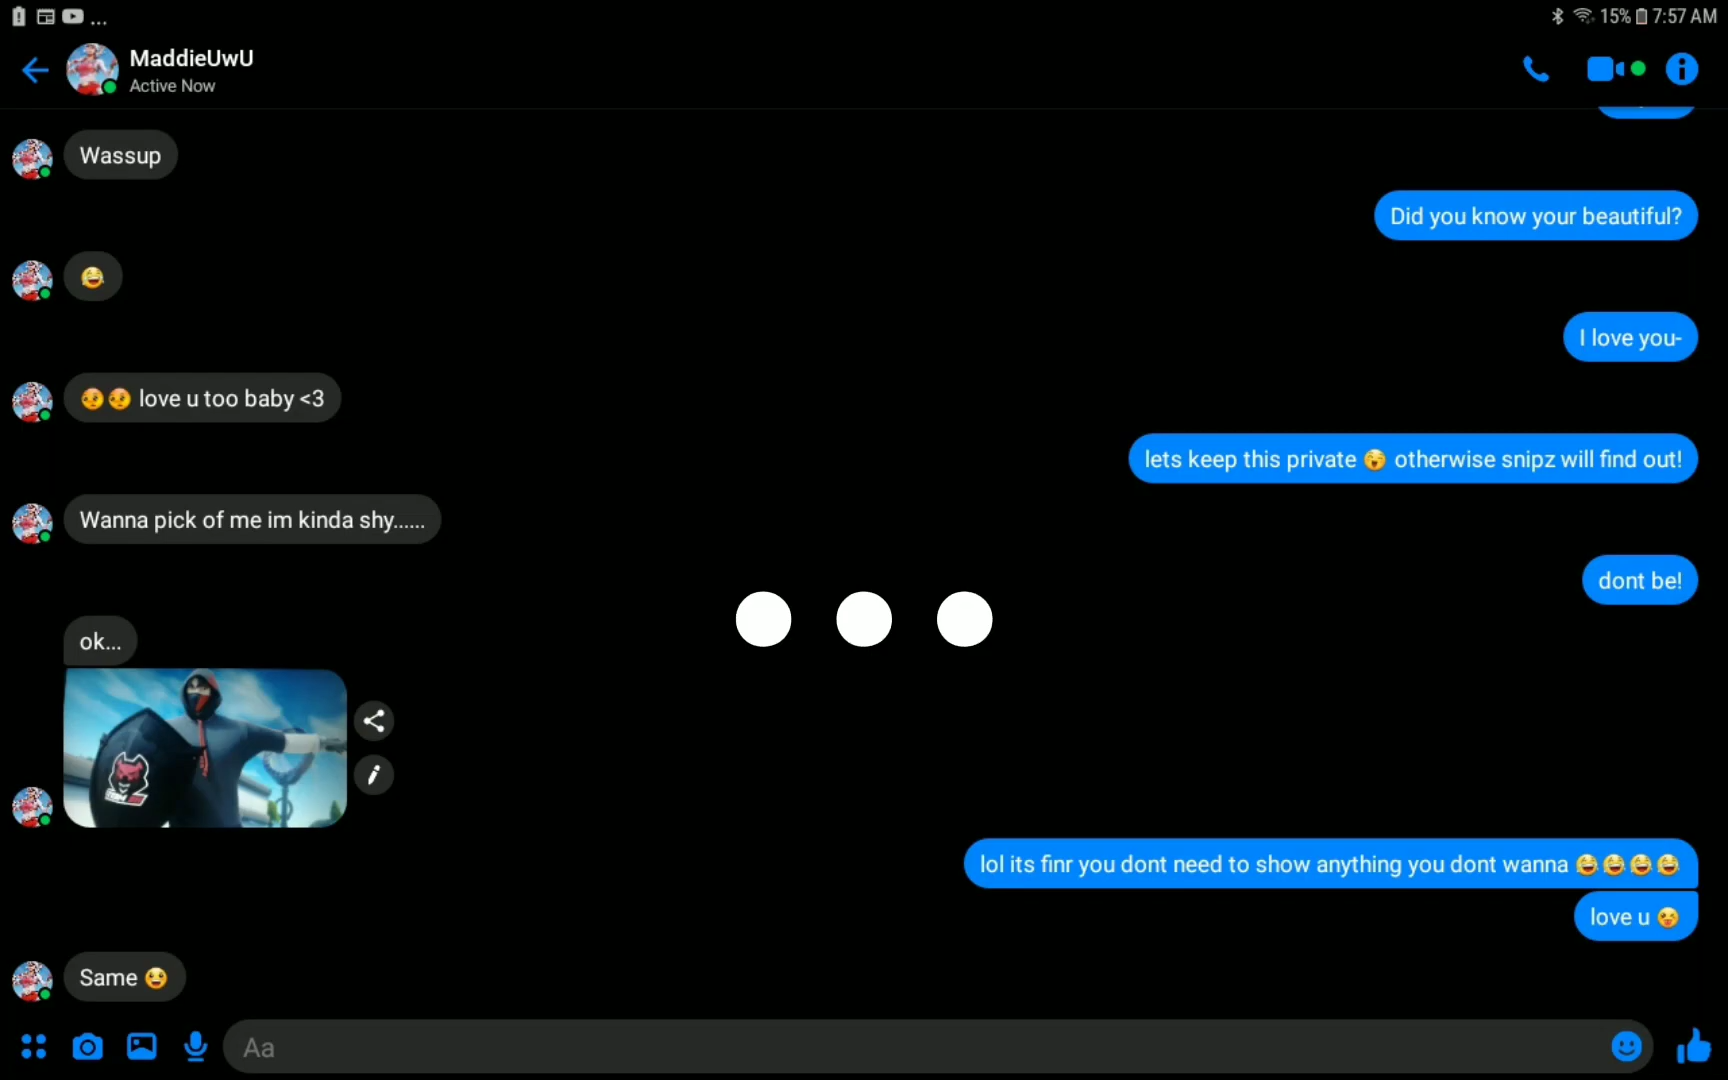 ...
15%
7:57 AM
MaddieUwU
Active Now
Wassup
Did you know your beautiful?
😂
I love you-
🥺🥺 love u too baby <3
lets keep this private 😲 otherwise snipz will find out!
Wanna pick of me im kinda shy......
dont be!
ok...
lol its finr you dont need to show anything you dont wanna 😂😂😂😂
love u 😜
Same 😀
Aa